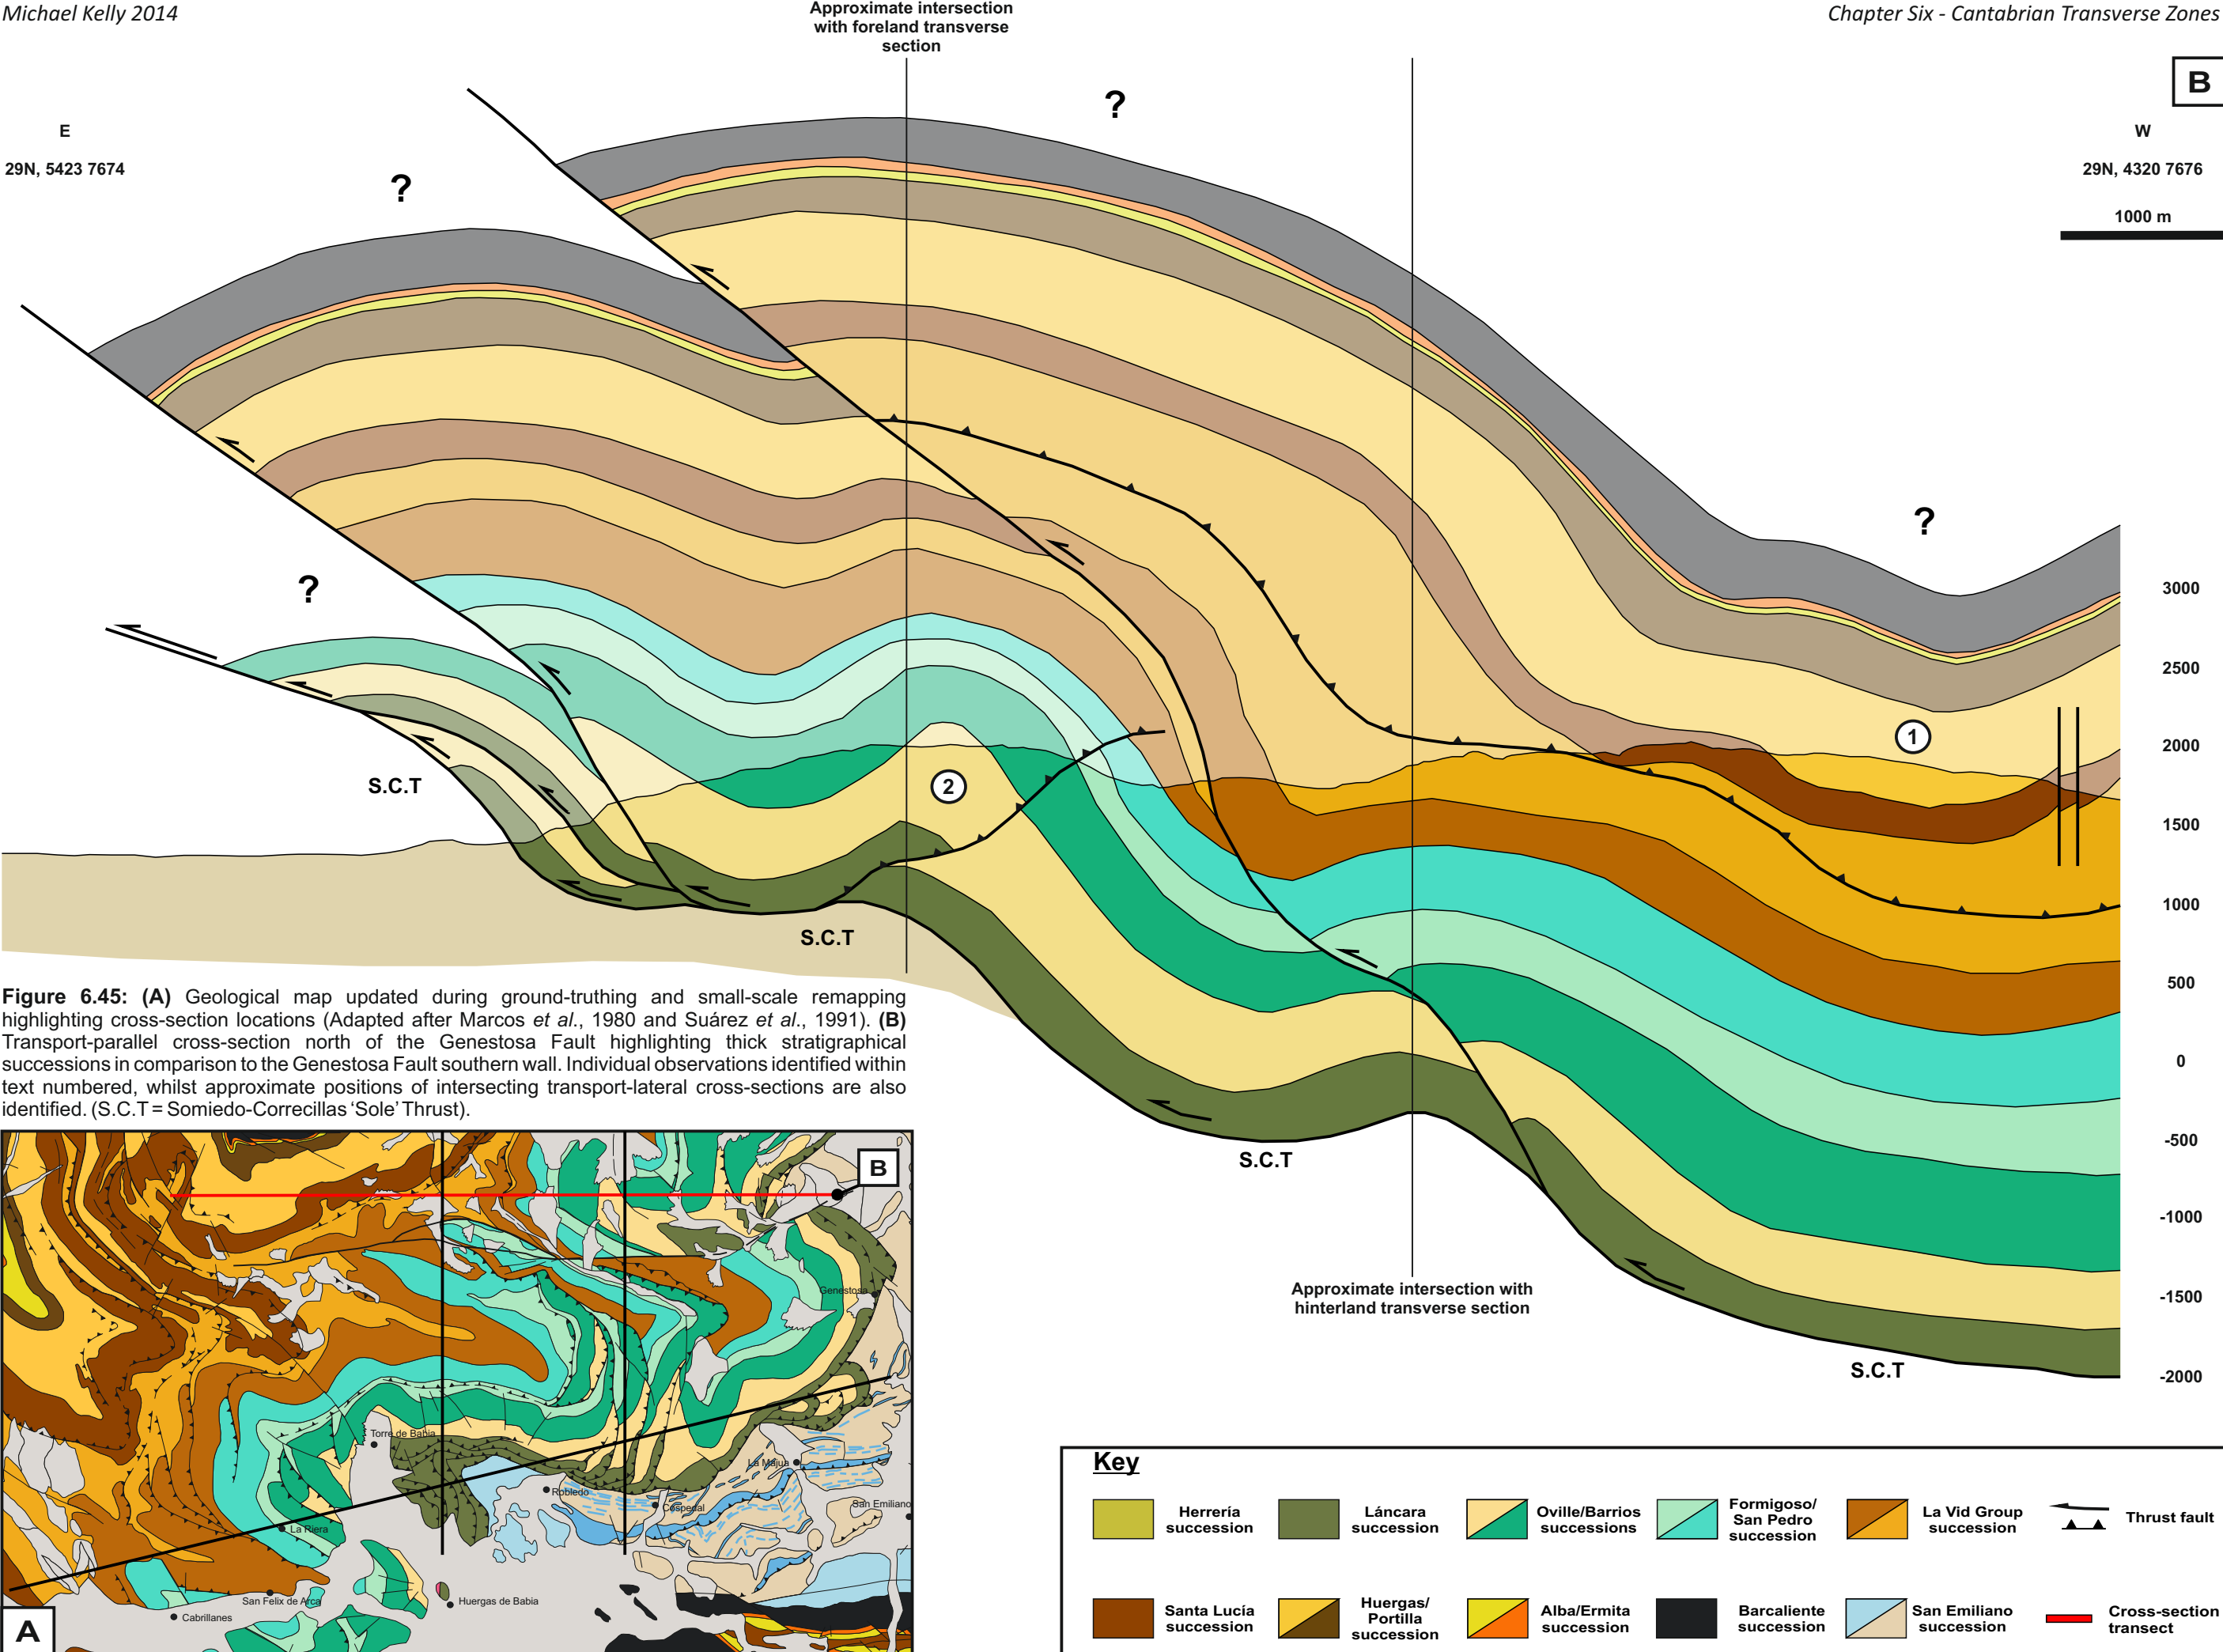 Michael Kelly 2014
Chapter Six - Cantabrian Transverse Zones
Approximate intersection
with foreland transverse
section
B
E
29N, 5423 7674
W
29N, 4320 7676
1000 m
?
?
?
?
3000
2500
2000
1500
1000
500
0
-500
-1000
-1500
-2000
1
2
S.C.T
S.C.T
S.C.T
S.C.T
Approximate intersection with
hinterland transverse section
Figure 6.45: (A) Geological map updated during ground-truthing and small-scale remapping
highlighting cross-section locations (Adapted after Marcos et al., 1980 and Suárez et al., 1991). (B)
Transport-parallel cross-section north of the Genestosa Fault highlighting thick stratigraphical
successions in comparison to the Genestosa Fault southern wall. Individual observations identified within
text numbered, whilst approximate positions of intersecting transport-lateral cross-sections are also
identified. (S.C.T = Somiedo-Correcillas ‘Sole’ Thrust).
B
Genestosa
Torre de Babia
La Majua
Robledo
Cospedal
San Emiliano
La Riera
San Felix de Arca
Huergas de Babia
Cabrillanes
A
Key
Herrería
succession
Láncara
succession
Oville/Barrios
successions
Formigoso/
San Pedro
succession
La Vid Group
succession
Thrust fault
Santa Lucía
succession
Huergas/
Portilla
succession
Alba/Ermita
succession
Barcaliente
succession
San Emiliano
succession
Cross-section
transect